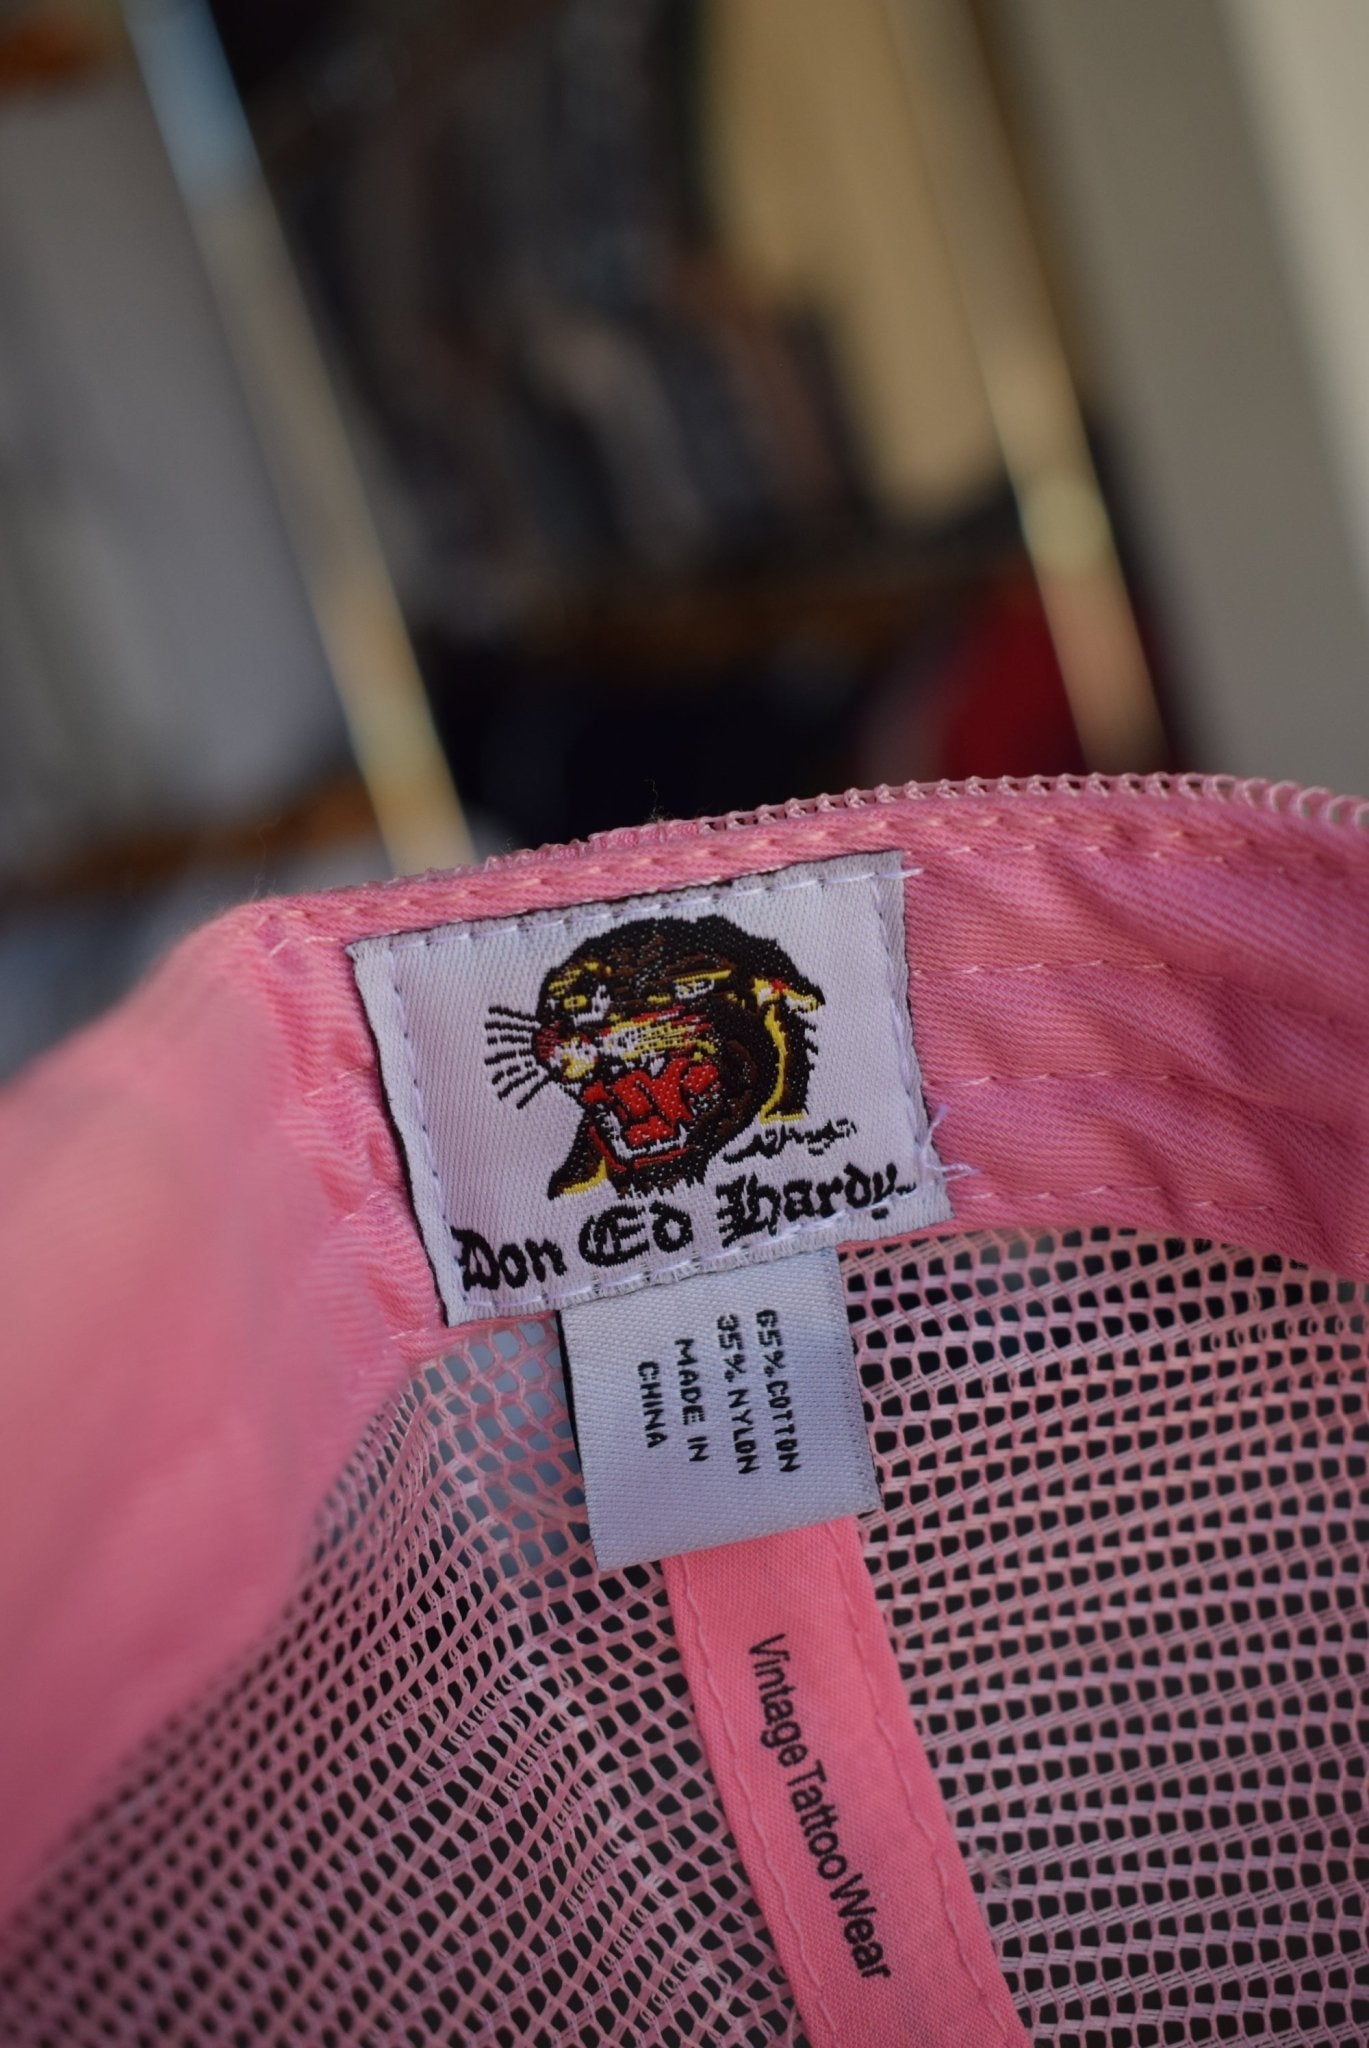 Don Ed Hardy
65% COTTON
35% NYLON
MADE IN
CHINA
Vintage Tattoo Wear